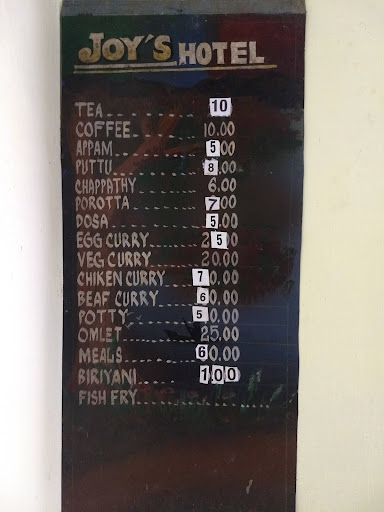 JOY'S HOTEL
TEA 10
COFFEE 10.00
APPAM 5.00
PUTTU 8.00
CHAPPATHY 6.00
POROTTA 7.00
DOSA 5.00
EGG CURRY 25.00
VEG CURRY 20.00
CHIKEN CURRY 70.00
BEAF CURRY 60.00
POTTY 50.00
OMLET 25.00
MEALS 60.00
BIRIYANI 100
FISH FRY